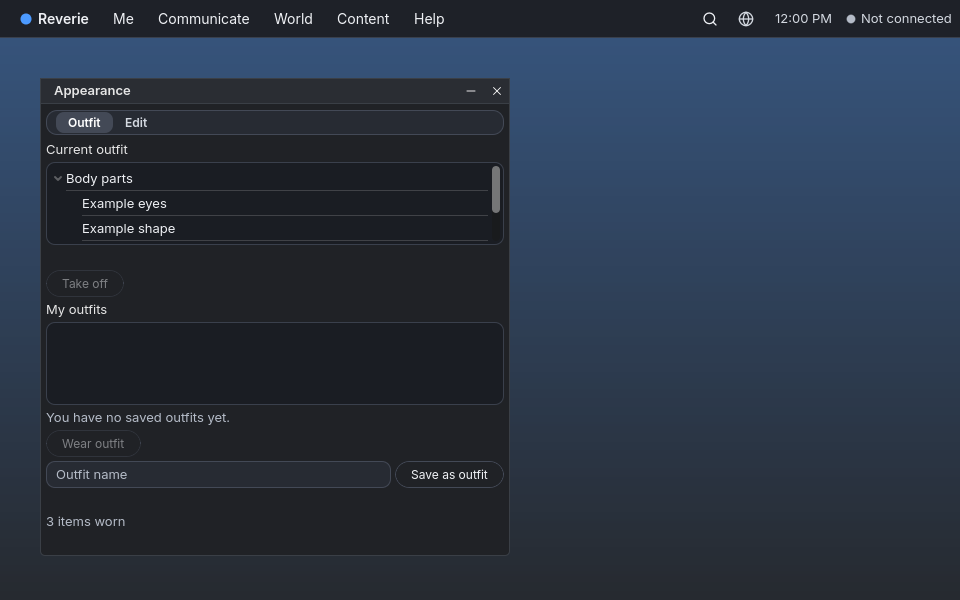 Reverie Me Communicate World Content Help 12:00 PM Not connected
Appearance
Outfit Edit
Current outfit
Body parts
Example eyes
Example shape
Take off
My outfits
You have no saved outfits yet.
Wear outfit
Outfit name Save as outfit
3 items worn